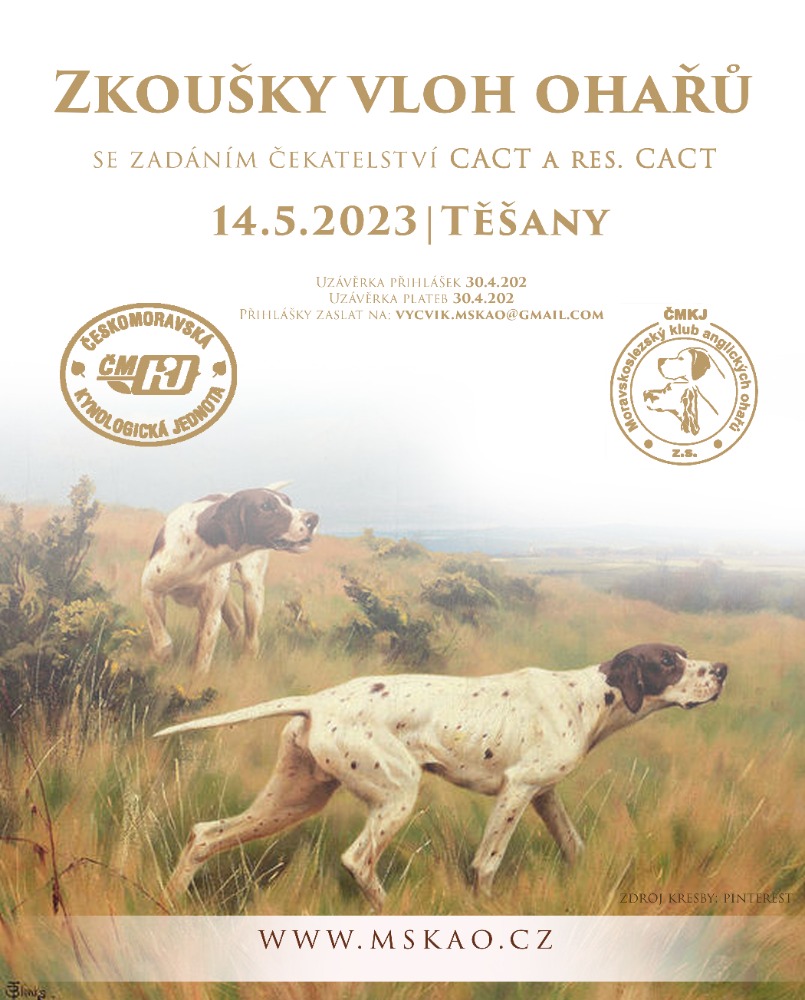 Zkoušky vloh ohařů
se zadáním čekatelství CACT a res. CACT
14.5.2023|Těšany
Uzávěrka přihlášek 30.4.202
Uzávěrka plateb 30.4.202
Přihlášky zaslat na: vycvik.mskao@gmail.com
ČESKOMORAVSKÁ
ČMKJ
KYNOLOGICKÁ JEDNOTA
ČMKJ
Moravskoslezský klub anglických ohařů
z.s.
Zdroj kresby: Pinterest
www.mskao.cz